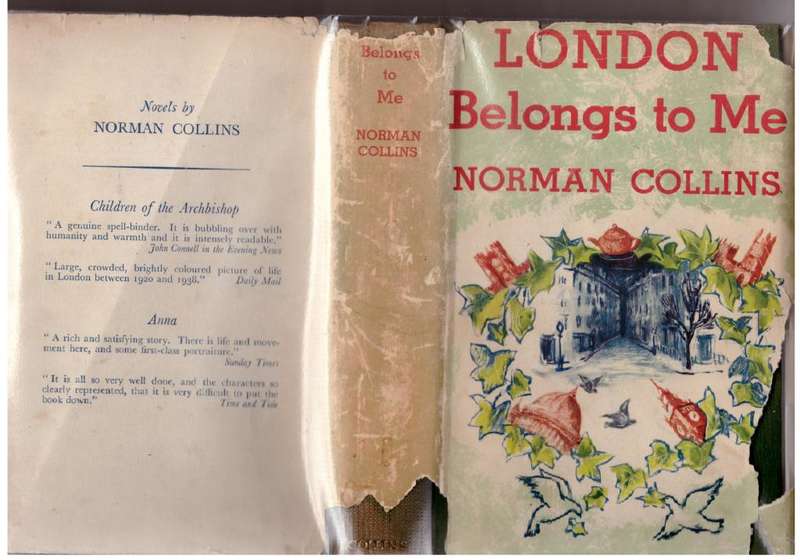 Novels by
NORMAN COLLINS
Children of the Archbishop
"A genuine spell-binder. It is bubbling over with
humanity and warmth and it is intensely readable."
John Connell in the Evening News
"Large, crowded, brightly coloured picture of life
in London between 1920 and 1938." Daily Mail
Anna
"A rich and satisfying story. There is life and move-
ment here, and some first-class portraiture."
Sunday Times
"It is all so very well done, and the characters so
clearly represented, that it is very difficult to put the
book down." Time and Tide
Belongs
to
Me
NORMAN
COLLINS
COLLINS
LONDON
Belongs to Me
NORMAN COLLINS